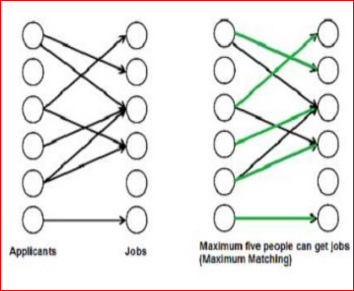 Applicants
Jobs
Maximum five people can get jobs
(Maximum Matching)